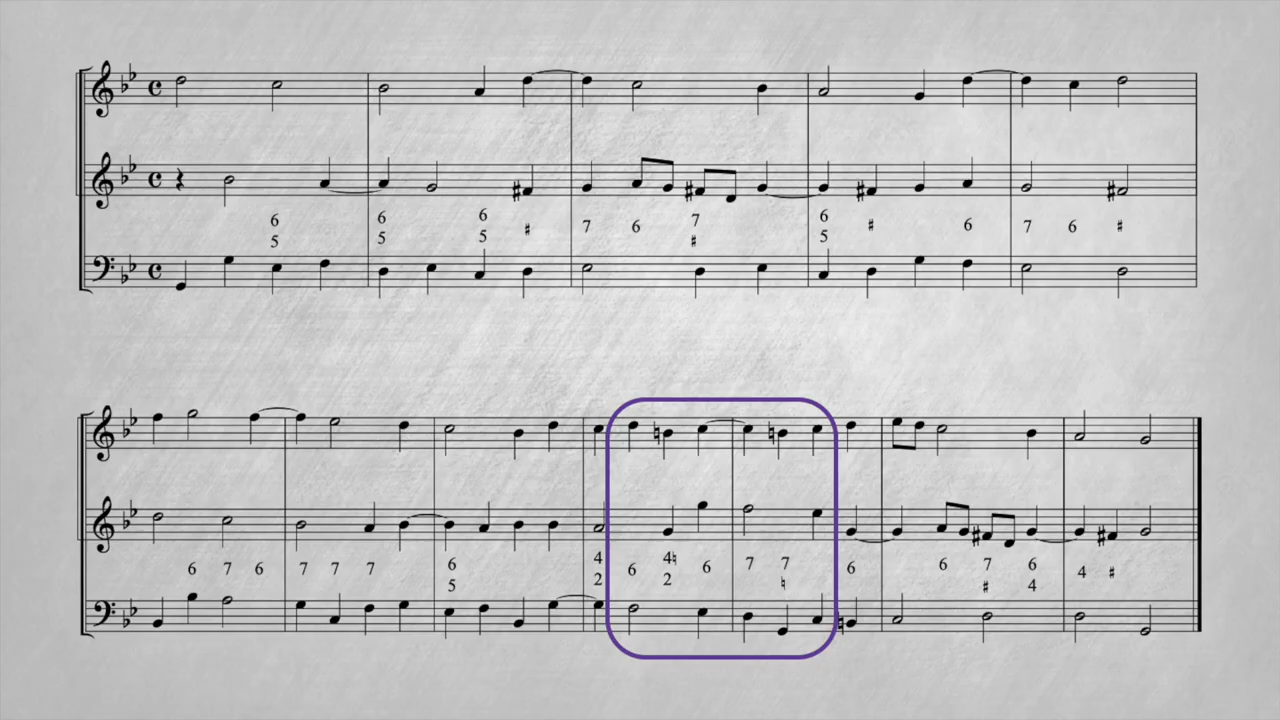 6 6 6 6 6
5 5 5 ♯ 7 6 7 ♯ 5 ♯ 6 7 6 ♯
6 7 6 7 7 7 6 4 6 4♮ 6 7 7 6 6 7 6 4 ♯
5 2 2 ♮ ♯ 4